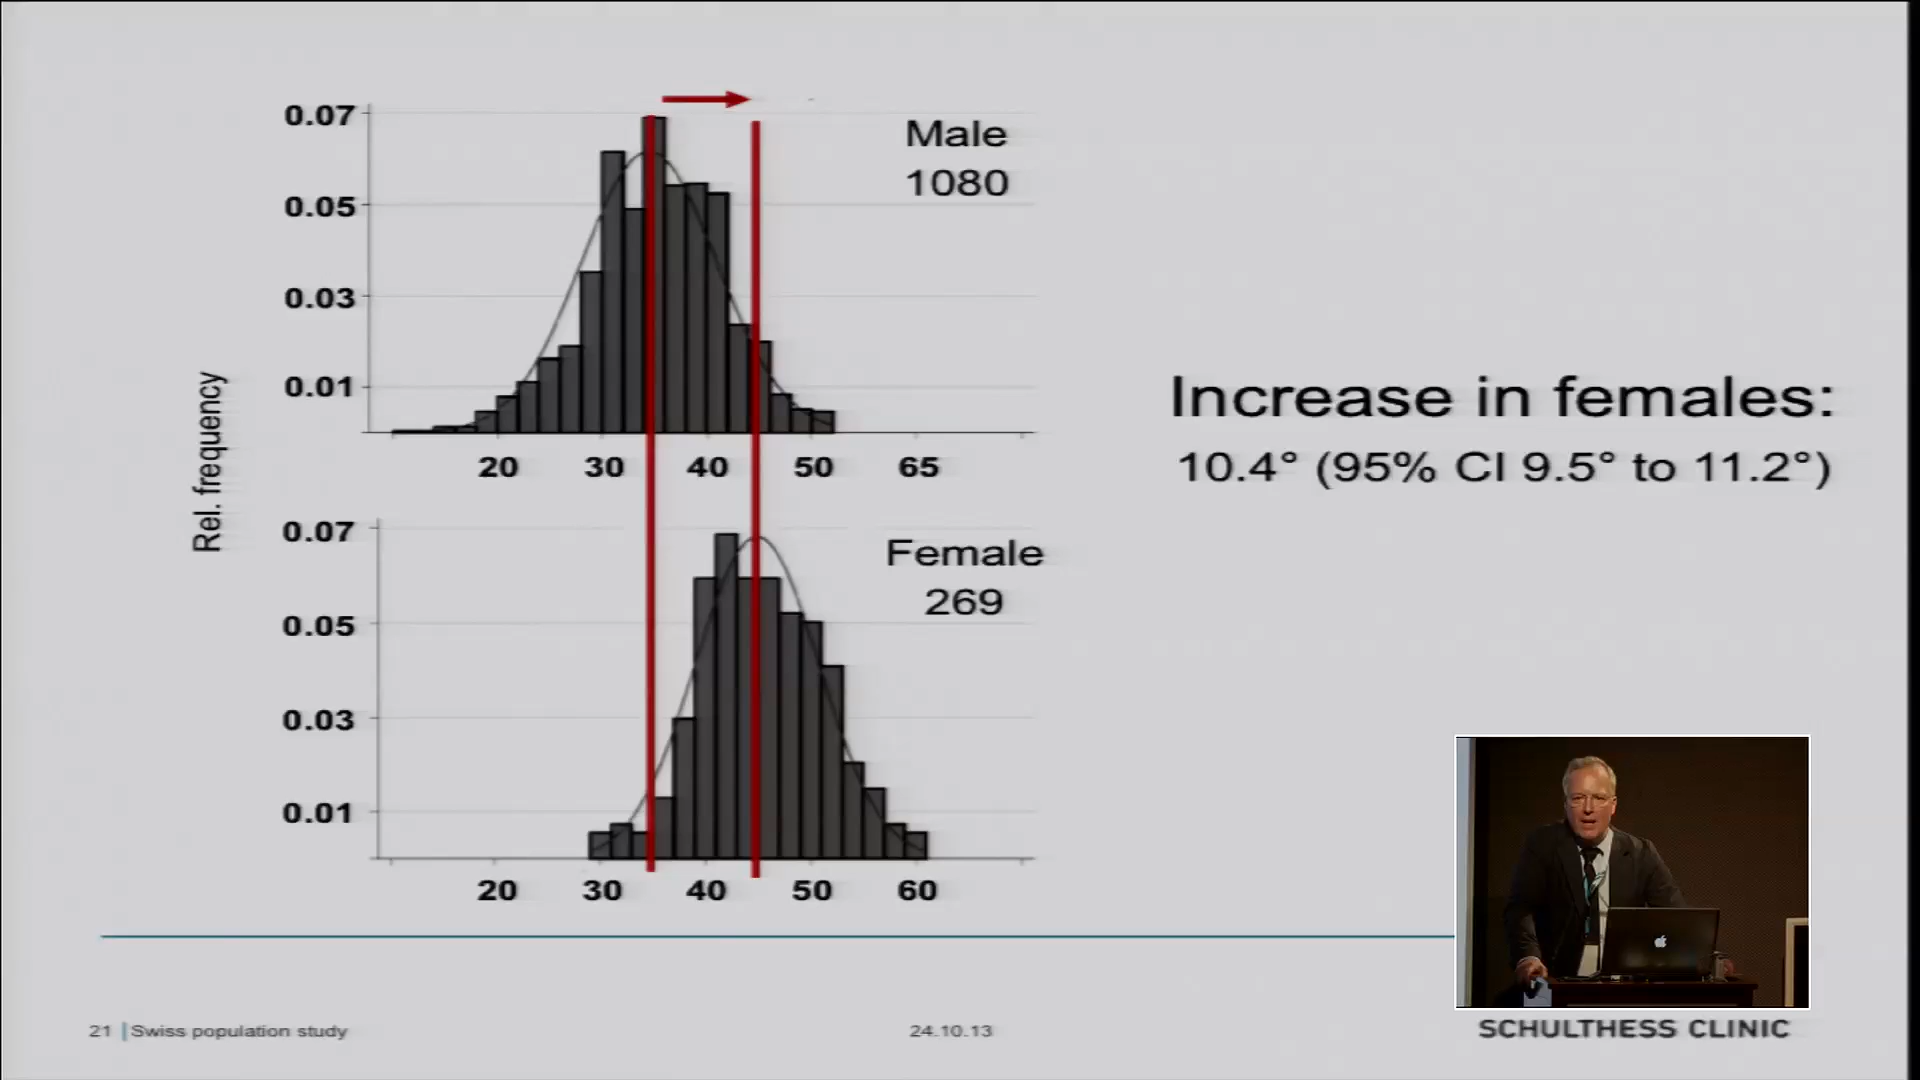 0.07
0.05
0.03
0.01
Male
1080
20 30 40 50 65
Rel. frequency
0.07
0.05
0.03
0.01
Female
269
20 30 40 50 60
Increase in females:
10.4° (95% CI 9.5° to 11.2°)
21 | Swiss population study
24.10.13
SCHULTHESS CLINIC